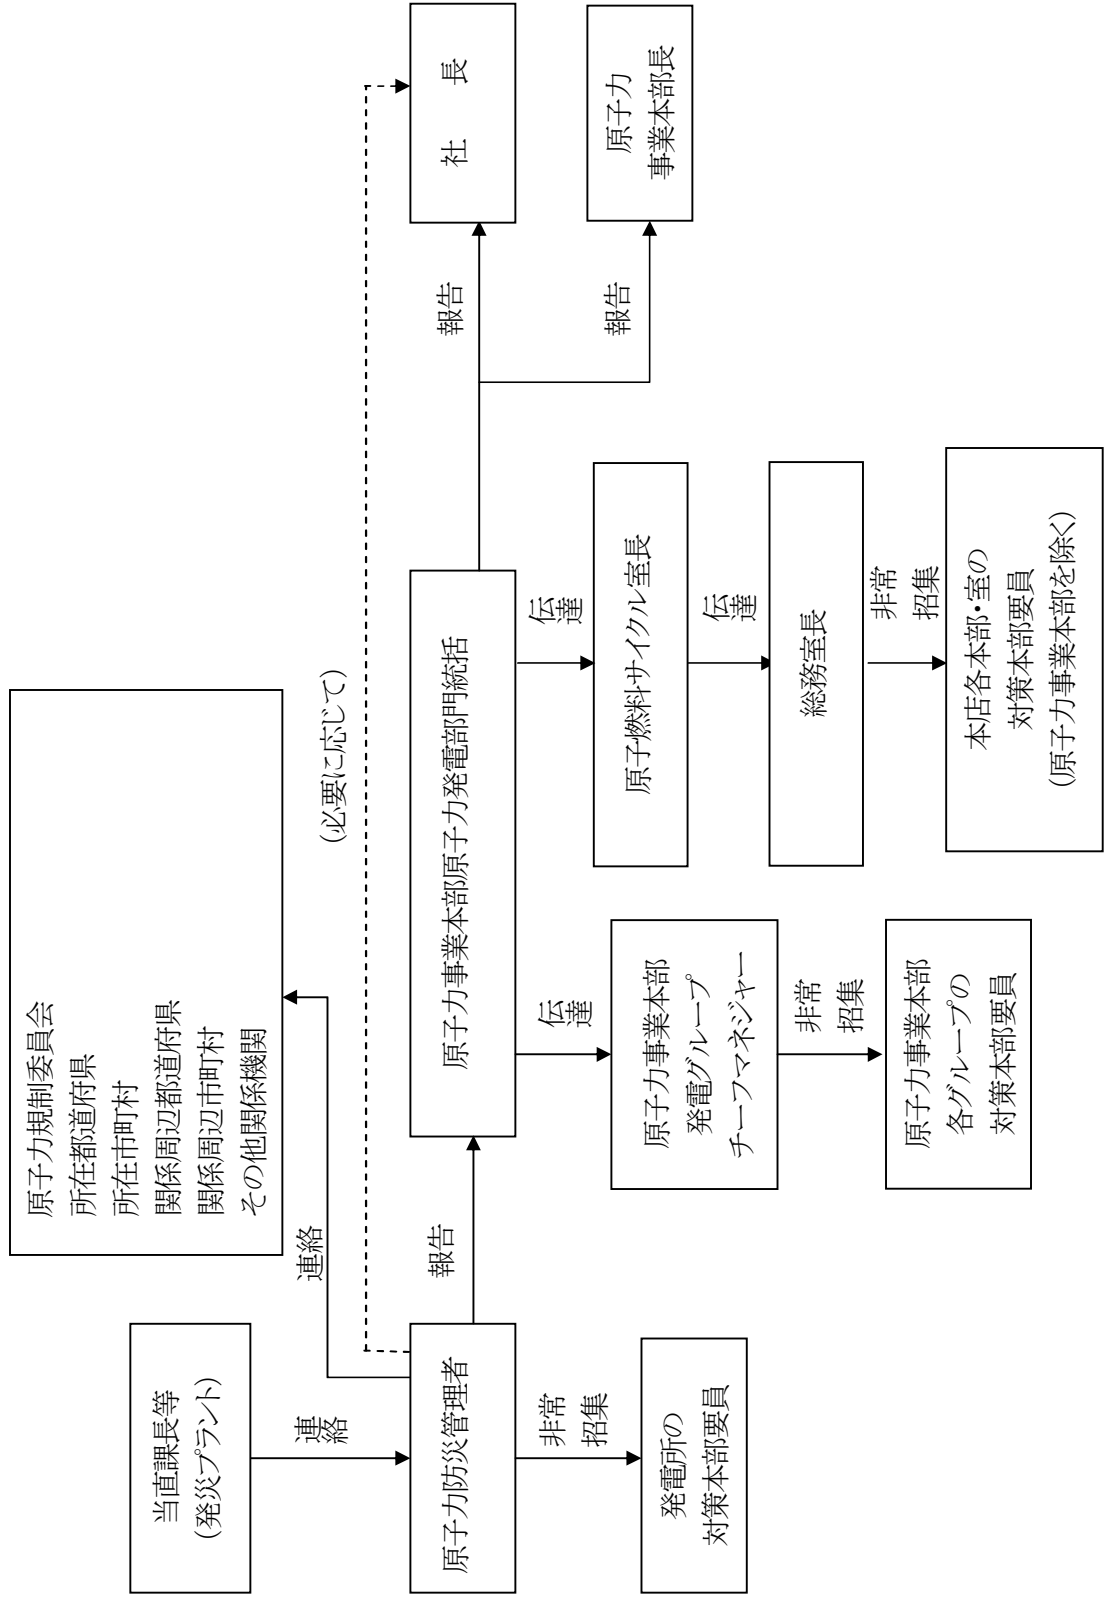 原子力規制委員会
所在都道府県
所在市町村
関係周辺都道府県
関係周辺市町村
その他関係機関
当直課長等
(発災プラント)
連絡
連絡
(必要に応じて)
原子力防災管理者
報告
原子力事業本部原子力発電部門統括
報告
社 長
非常
招集
発電所の
対策本部要員
伝達
原子力事業本部
発電グループ
チーフマネジャー
非常
招集
原子力事業本部
各グループの
対策本部要員
伝達
原子燃料サイクル室長
伝達
総務室長
非常
招集
本店各本部・室の
対策本部要員
(原子力事業本部を除く)
報告
原子力
事業本部長